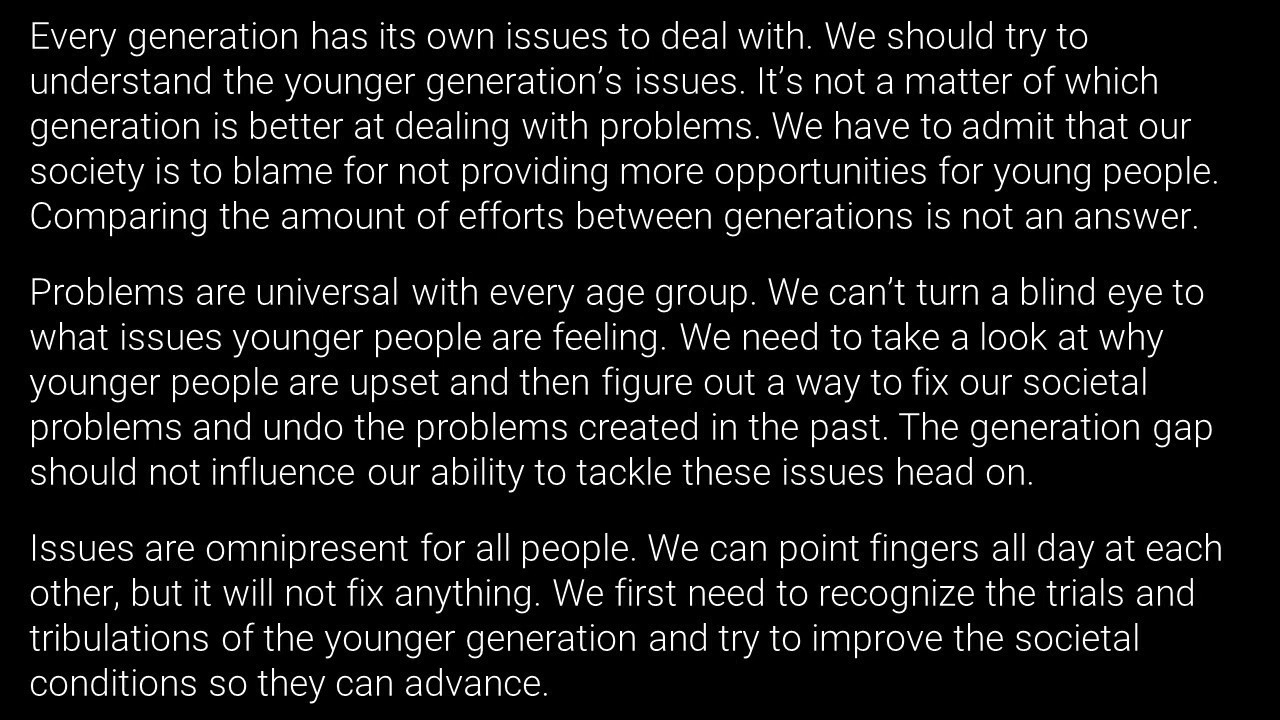 Every generation has its own issues to deal with. We should try to
understand the younger generation’s issues. It’s not a matter of which
generation is better at dealing with problems. We have to admit that our
society is to blame for not providing more opportunities for young people.
Comparing the amount of efforts between generations is not an answer.
Problems are universal with every age group. We can’t turn a blind eye to
what issues younger people are feeling. We need to take a look at why
younger people are upset and then figure out a way to fix our societal
problems and undo the problems created in the past. The generation gap
should not influence our ability to tackle these issues head on.
Issues are omnipresent for all people. We can point fingers all day at each
other, but it will not fix anything. We first need to recognize the trials and
tribulations of the younger generation and try to improve the societal
conditions so they can advance.